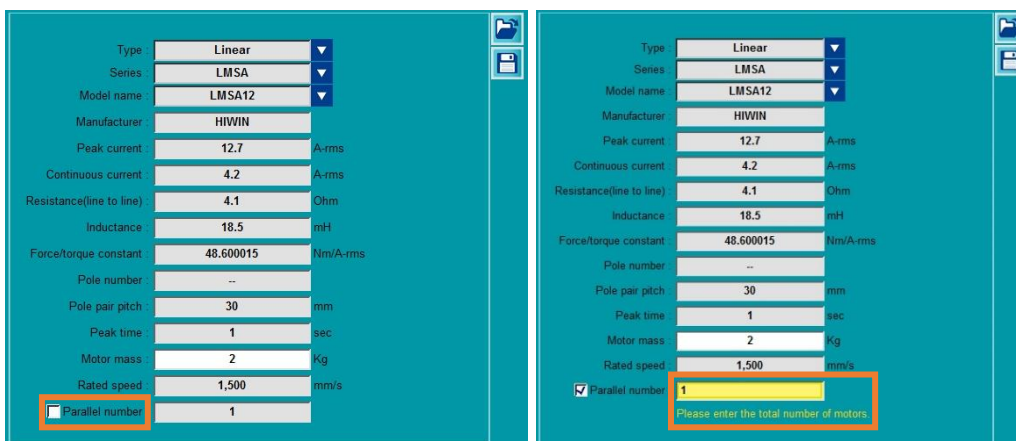 Type : Linear
Series : LMSA
Model name : LMSA12
Manufacturer : HIWIN
Peak current : 12.7 A-rms
Continuous current : 4.2 A-rms
Resistance(line to line) : 4.1 Ohm
Inductance : 18.5 mH
Force/torque constant : 48.600015 Nm/A-rms
Pole number : --
Pole pair pitch : 30 mm
Peak time : 1 sec
Motor mass : 2 Kg
Rated speed : 1,500 mm/s
Parallel number 1
Type : Linear
Series : LMSA
Model name : LMSA12
Manufacturer : HIWIN
Peak current : 12.7 A-rms
Continuous current : 4.2 A-rms
Resistance(line to line) : 4.1 Ohm
Inductance : 18.5 mH
Force/torque constant : 48.600015 Nm/A-rms
Pole number : --
Pole pair pitch : 30 mm
Peak time : 1 sec
Motor mass : 2 Kg
Rated speed : 1,500 mm/s
Parallel number 1
Please enter the total number of motors.